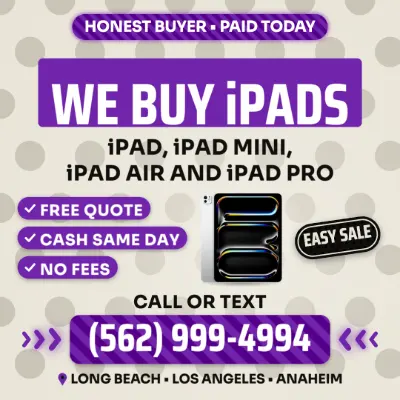 HONEST BUYER • PAID TODAY
WE BUY iPADS
iPAD, iPAD MINI,
iPAD AIR AND iPAD PRO
FREE QUOTE
CASH SAME DAY
NO FEES
EASY SALE
CALL OR TEXT
(562) 999-4994
LONG BEACH • LOS ANGELES • ANAHEIM